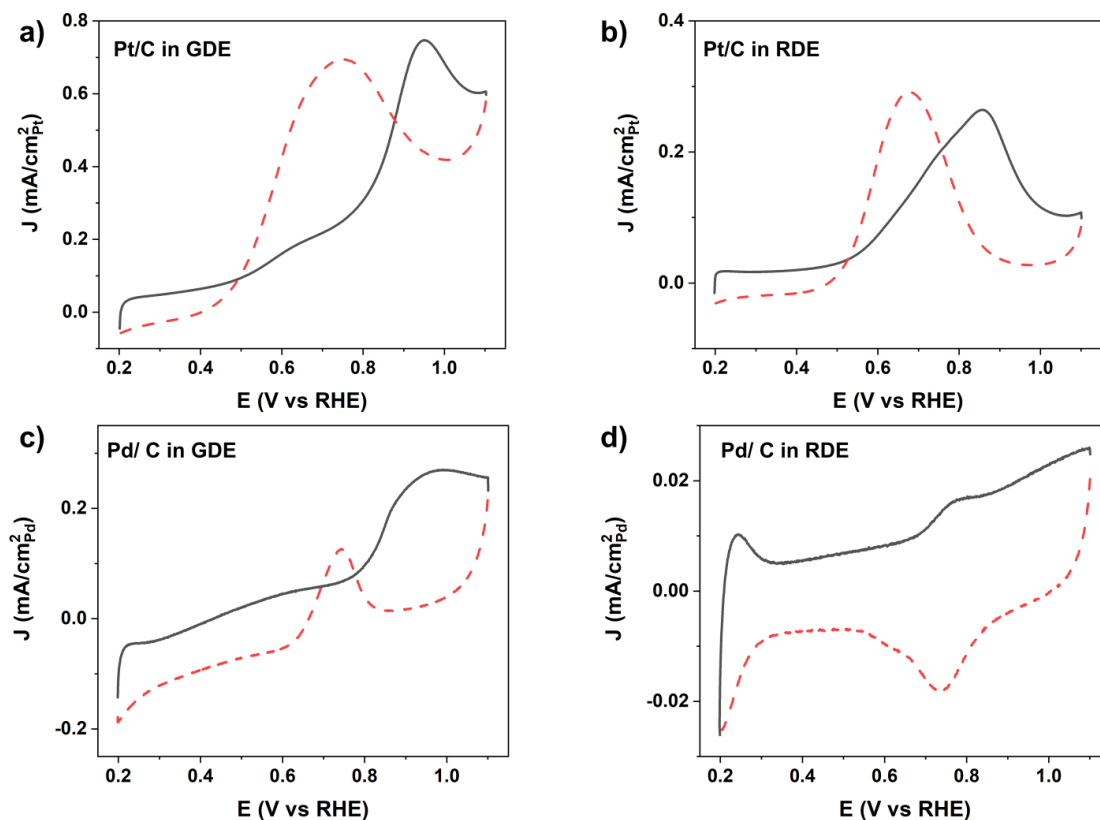 a)
Pt/C in GDE
0.8
0.6
0.4
0.2
0.0
J (mA/cm²Pt)
0.2 0.4 0.6 0.8 1.0
E (V vs RHE)
b)
Pt/C in RDE
0.4
0.2
0.0
J (mA/cm²Pt)
0.2 0.4 0.6 0.8 1.0
E (V vs RHE)
c)
Pd/ C in GDE
0.2
0.0
-0.2
J (mA/cm²Pd)
0.2 0.4 0.6 0.8 1.0
E (V vs RHE)
d)
Pd/ C in RDE
0.02
0.00
-0.02
J (mA/cm²Pd)
0.2 0.4 0.6 0.8 1.0
E (V vs RHE)